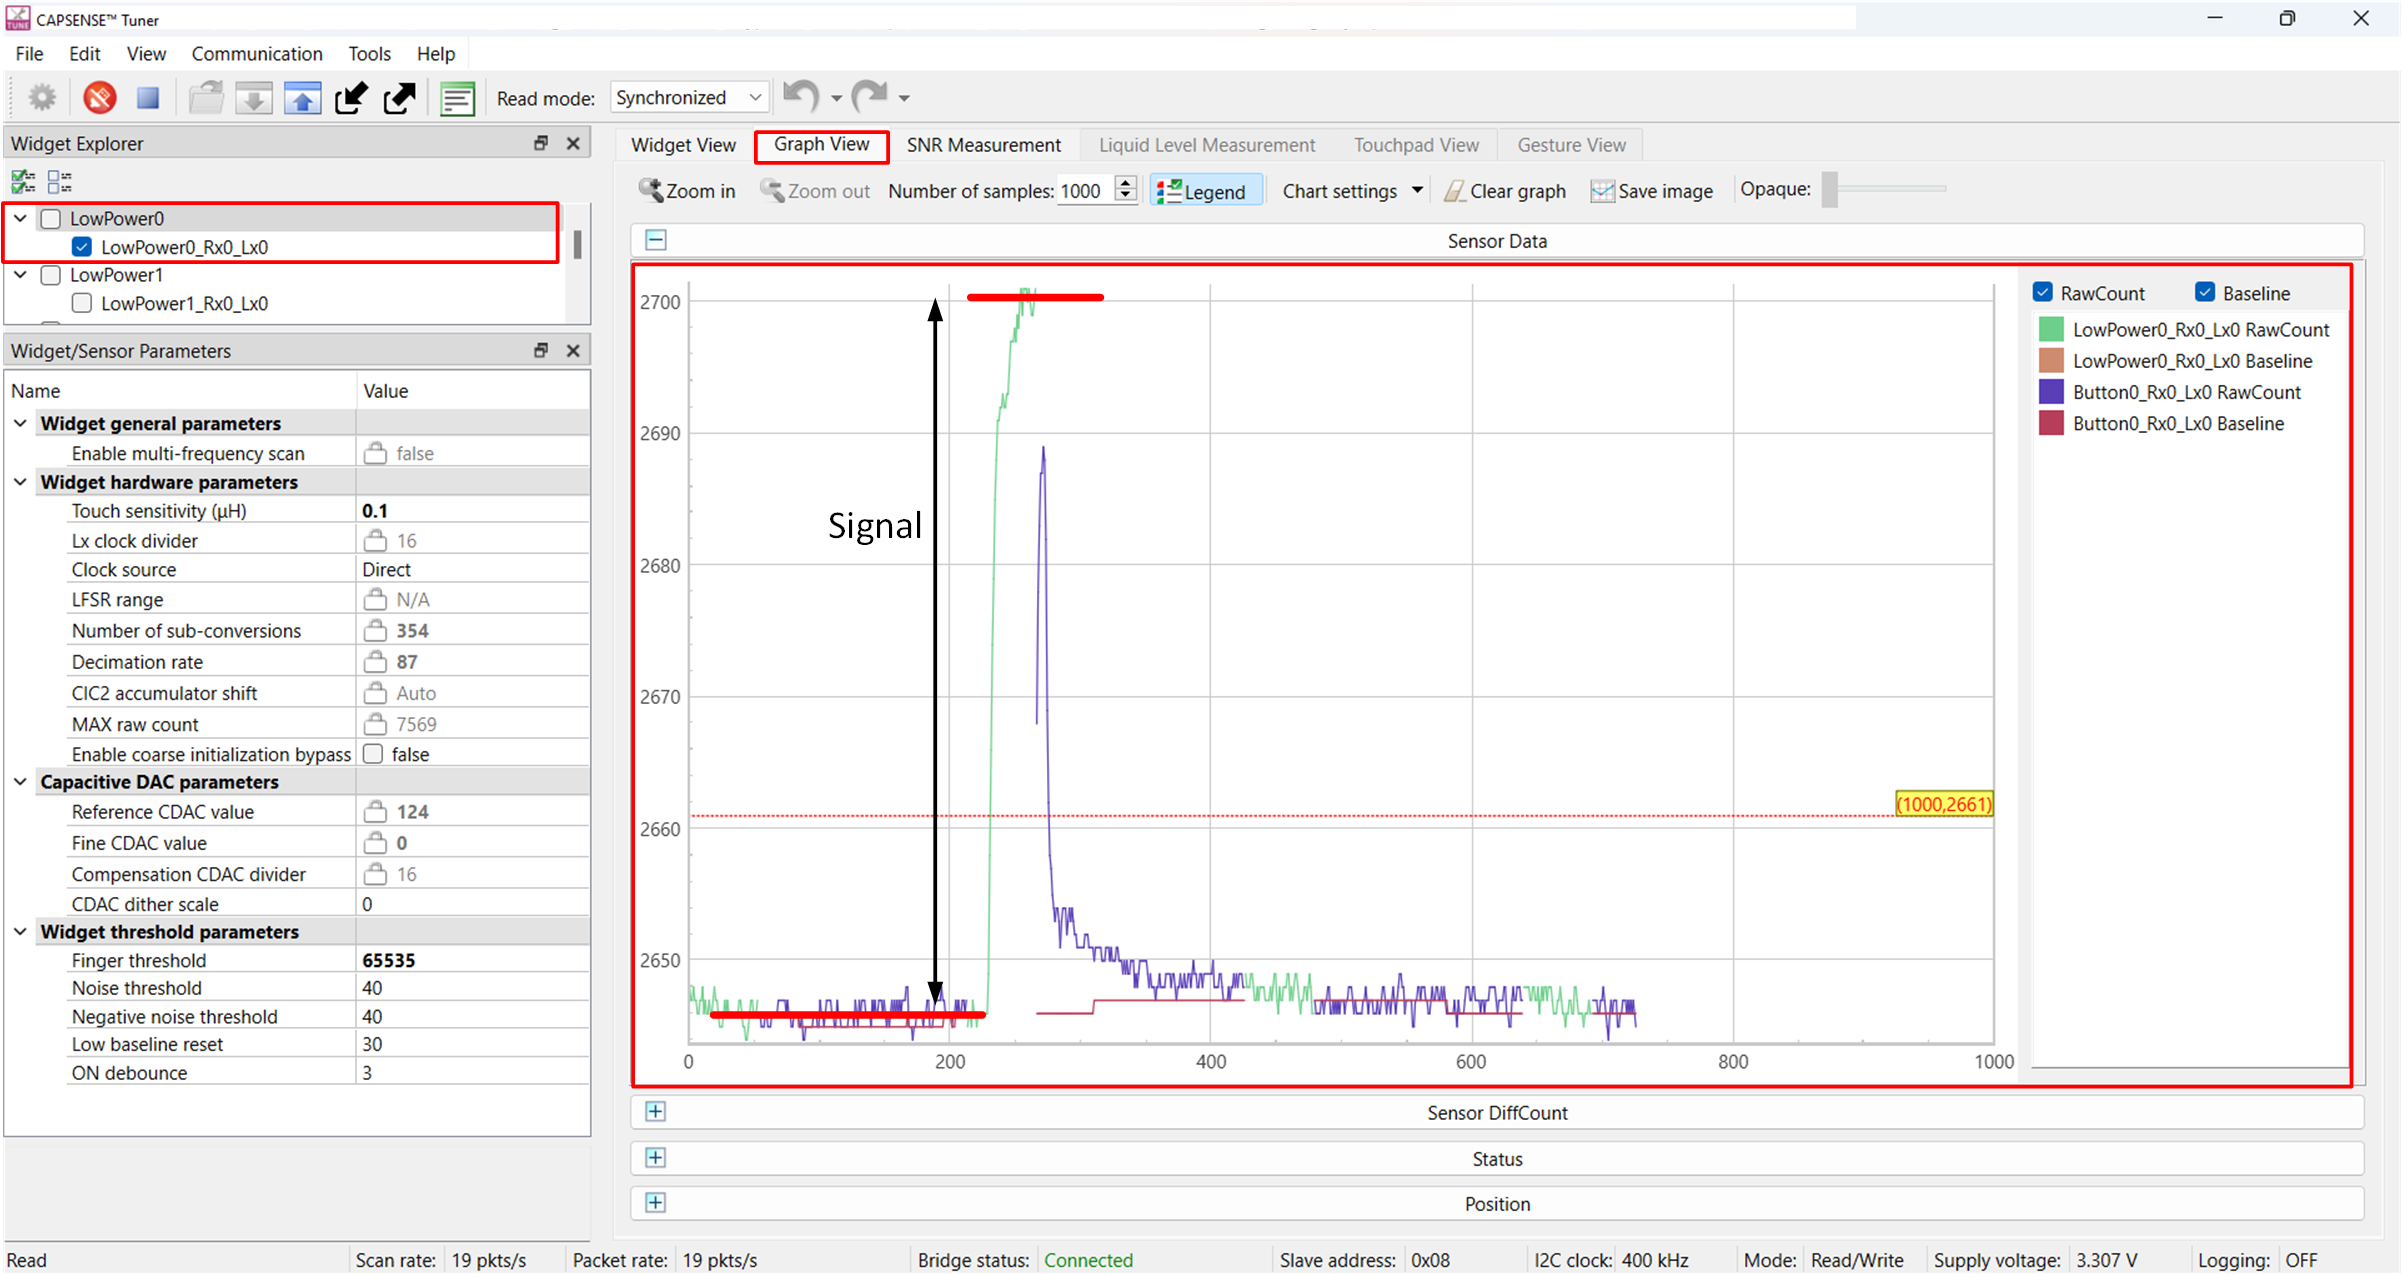 CAPSENSE™ Tuner
File Edit View Communication Tools Help
Read mode: Synchronized
Widget Explorer
LowPower0
LowPower0_Rx0_Lx0
LowPower1
LowPower1_Rx0_Lx0
Widget/Sensor Parameters
Name Value
Widget general parameters
Enable multi-frequency scan false
Widget hardware parameters
Touch sensitivity (µH) 0.1
Lx clock divider 16
Clock source Direct
LFSR range N/A
Number of sub-conversions 354
Decimation rate 87
CIC2 accumulator shift Auto
MAX raw count 7569
Enable coarse initialization bypass false
Capacitive DAC parameters
Reference CDAC value 124
Fine CDAC value 0
Compensation CDAC divider 16
CDAC dither scale 0
Widget threshold parameters
Finger threshold 65535
Noise threshold 40
Negative noise threshold 40
Low baseline reset 30
ON debounce 3
Widget View Graph View SNR Measurement Liquid Level Measurement Touchpad View Gesture View
Zoom in Zoom out Number of samples: 1000 Legend Chart settings Clear graph Save image Opaque:
Sensor Data
2700
2690
2680
2670
2660
2650
Signal
(1000,2661)
0 200 400 600 800 1000
RawCount Baseline
LowPower0_Rx0_Lx0 RawCount
LowPower0_Rx0_Lx0 Baseline
Button0_Rx0_Lx0 RawCount
Button0_Rx0_Lx0 Baseline
Sensor DiffCount
Status
Position
Read Scan rate: 19 pkts/s Packet rate: 19 pkts/s Bridge status: Connected Slave address: 0x08 I2C clock: 400 kHz Mode: Read/Write Supply voltage: 3.307 V Logging: OFF